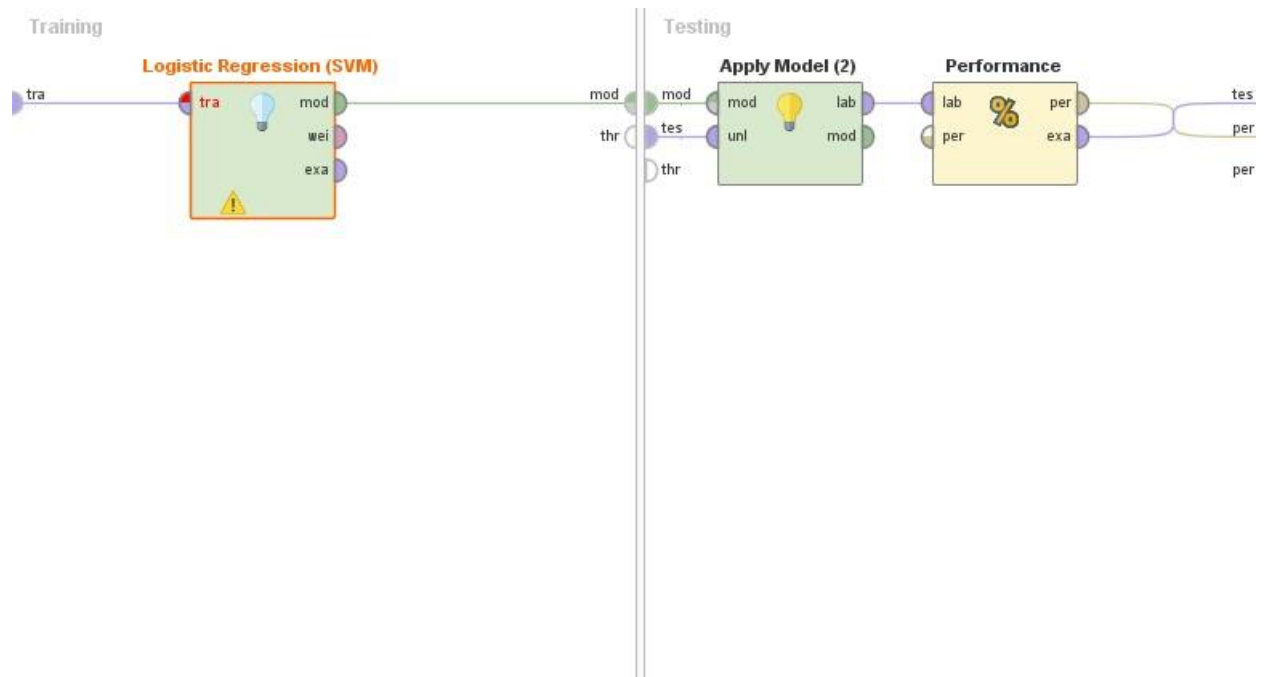 Training
Logistic Regression (SVM)
tra
tra
mod
wei
exa
mod
thr
Testing
Apply Model (2)
Performance
mod
tes
thr
mod
unl
lab
mod
lab
per
per
exa
tes
per
per